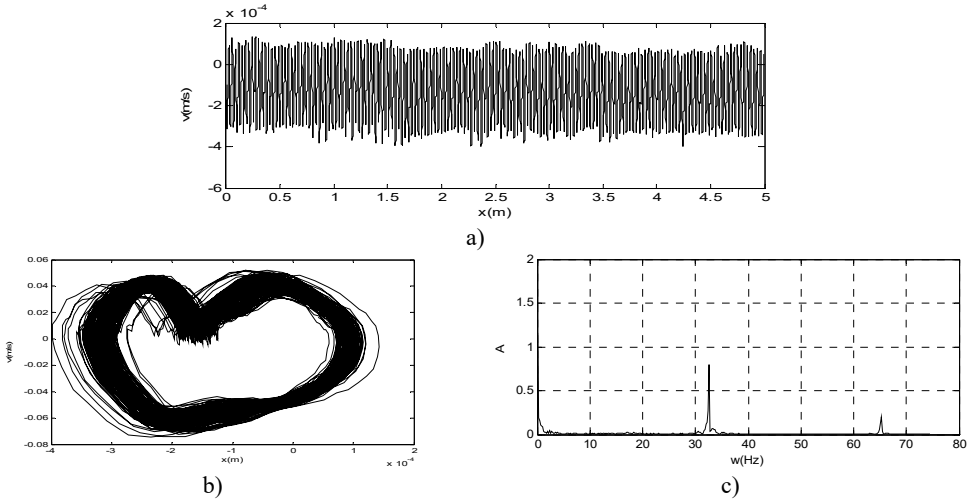 x 10⁻⁴
2
0
-2
-4
-6
v(m/s)
0 0.5 1 1.5 2 2.5 3 3.5 4 4.5 5
x(m)
a)
0.06
0.04
0.02
0
-0.02
-0.04
-0.06
-0.08
v(m/s)
-4 -3 -2 -1 0 1 2
x(m)
x 10⁻⁴
b)
2
1.5
1
0.5
0
A
0 10 20 30 40 50 60 70 80
w(Hz)
c)